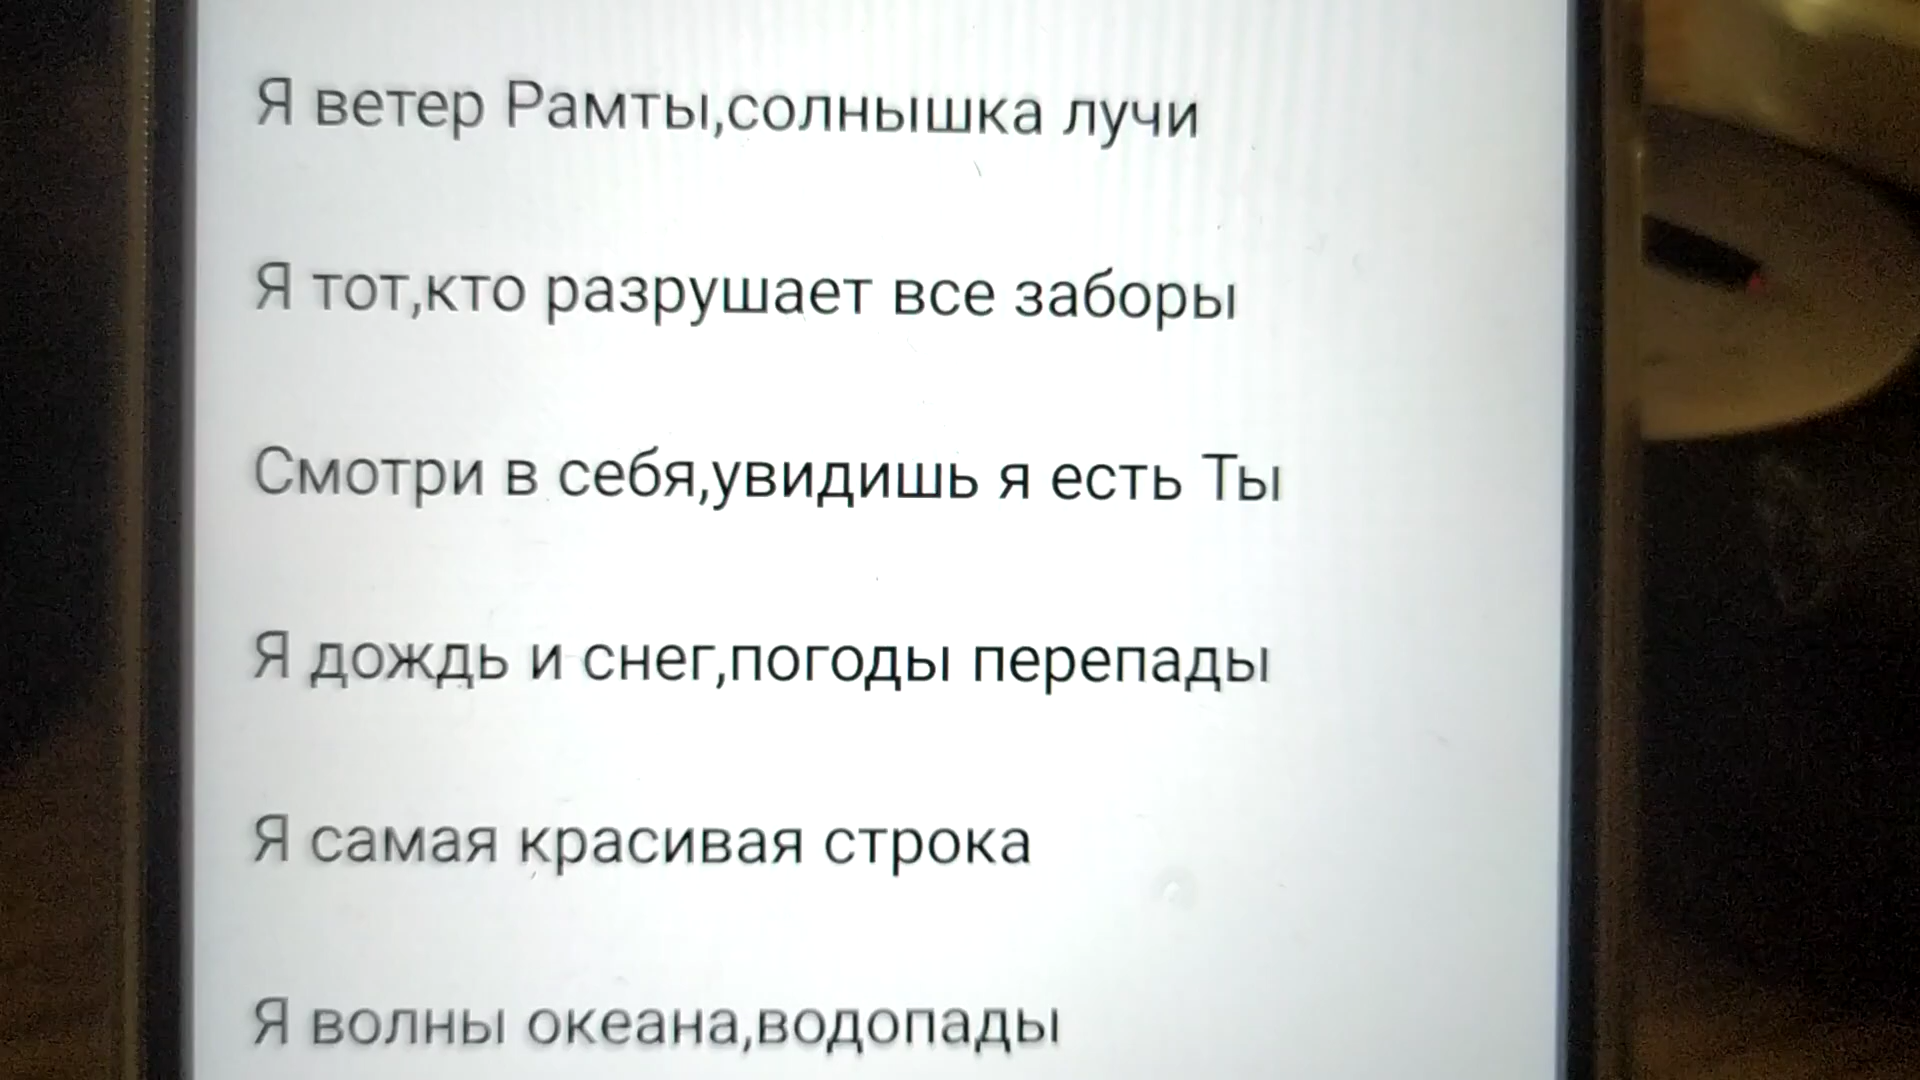 Я ветер Рамты,солнышка лучи
Я тот,кто разрушает все заборы
Смотри в себя,увидишь я есть Ты
Я дождь и снег,погоды перепады
Я самая красивая строка
Я волны океана,водопады